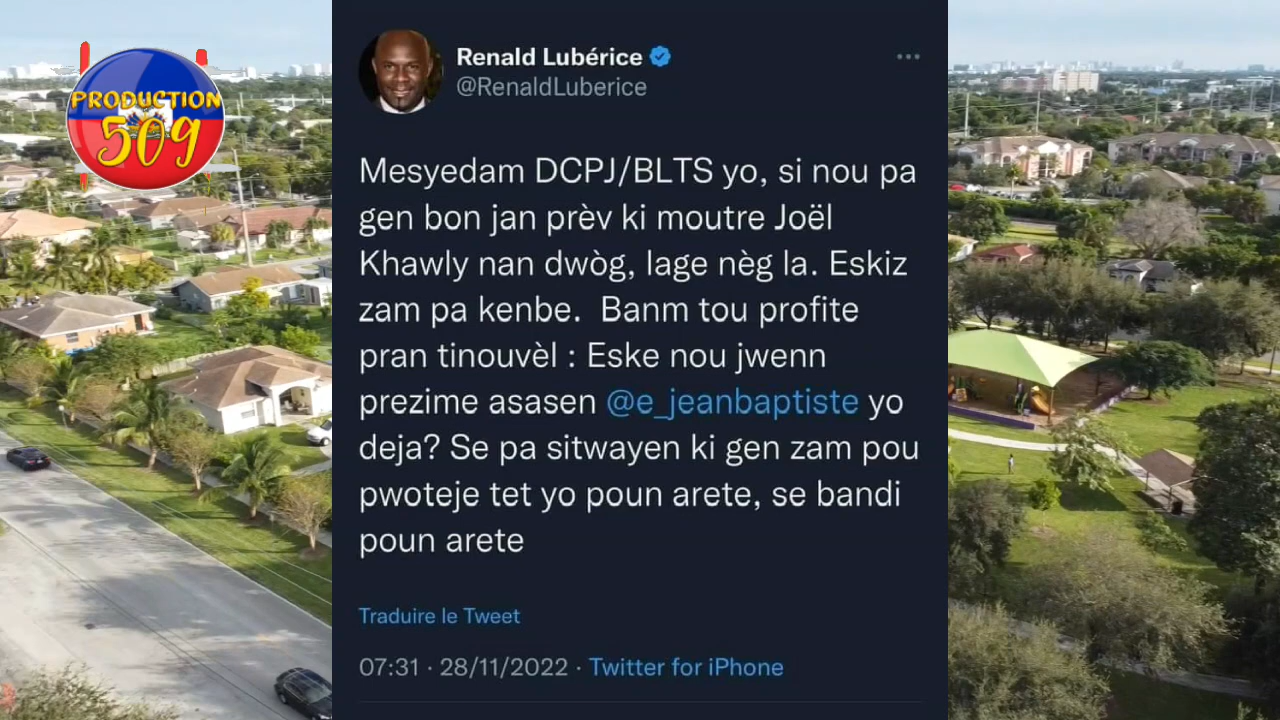 PRODUCTION
509
Renald Lubérice
@RenaldLuberice
Mesyedam DCPJ/BLTS yo, si nou pa
gen bon jan prèv ki moutre Joël
Khawly nan dwòg, lage nèg la. Eskiz
zam pa kenbe.  Banm tou profite
pran tinouvèl : Eske nou jwenn
prezime asasen @e_jeanbaptiste yo
deja? Se pa sitwayen ki gen zam pou
pwoteje tet yo poun arete, se bandi
poun arete
Traduire le Tweet
07:31 · 28/11/2022 · Twitter for iPhone